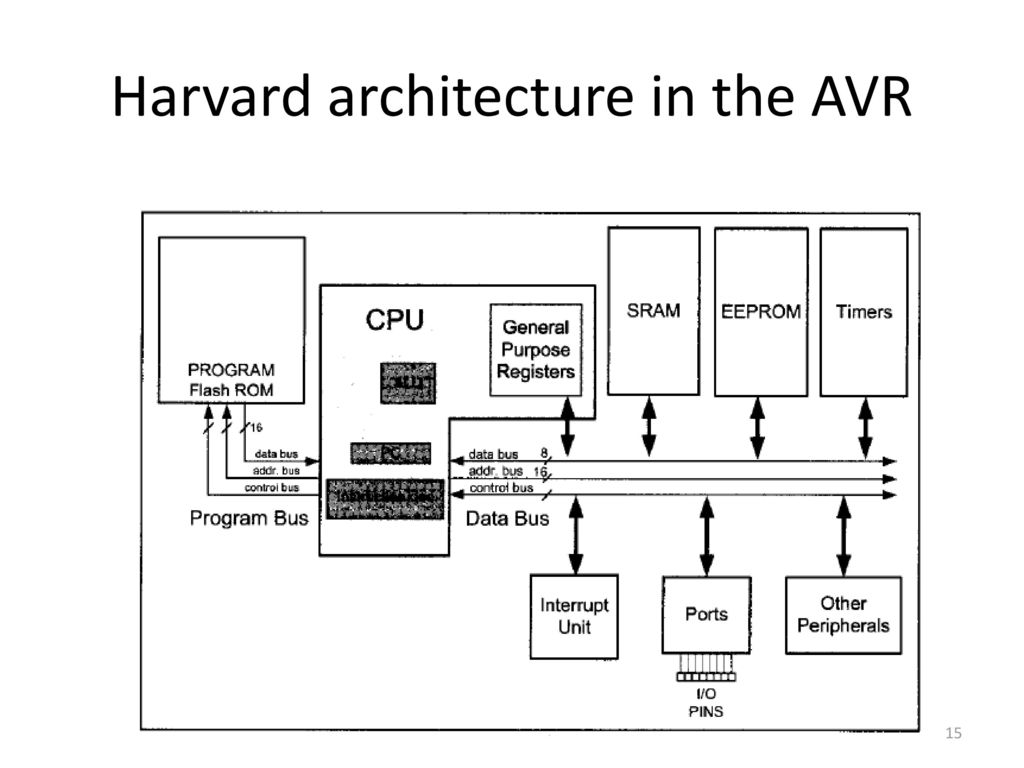 Harvard architecture in the AVR
PROGRAM
Flash ROM
16
data bus
addr. bus
control bus
Program Bus
CPU
PC
General
Purpose
Registers
SRAM
EEPROM
Timers
data bus 8
addr. bus 16
control bus
Data Bus
Interrupt
Unit
Ports
I/O
PINS
Other
Peripherals
15